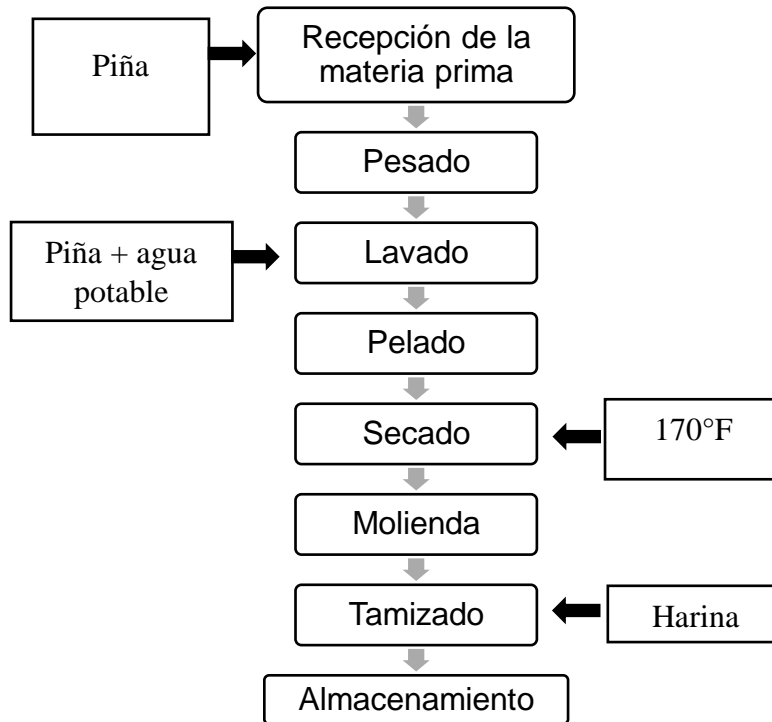 Piña
Recepción de la
materia prima
Pesado
Piña + agua
potable
Lavado
Pelado
Secado
170°F
Molienda
Tamizado
Harina
Almacenamiento